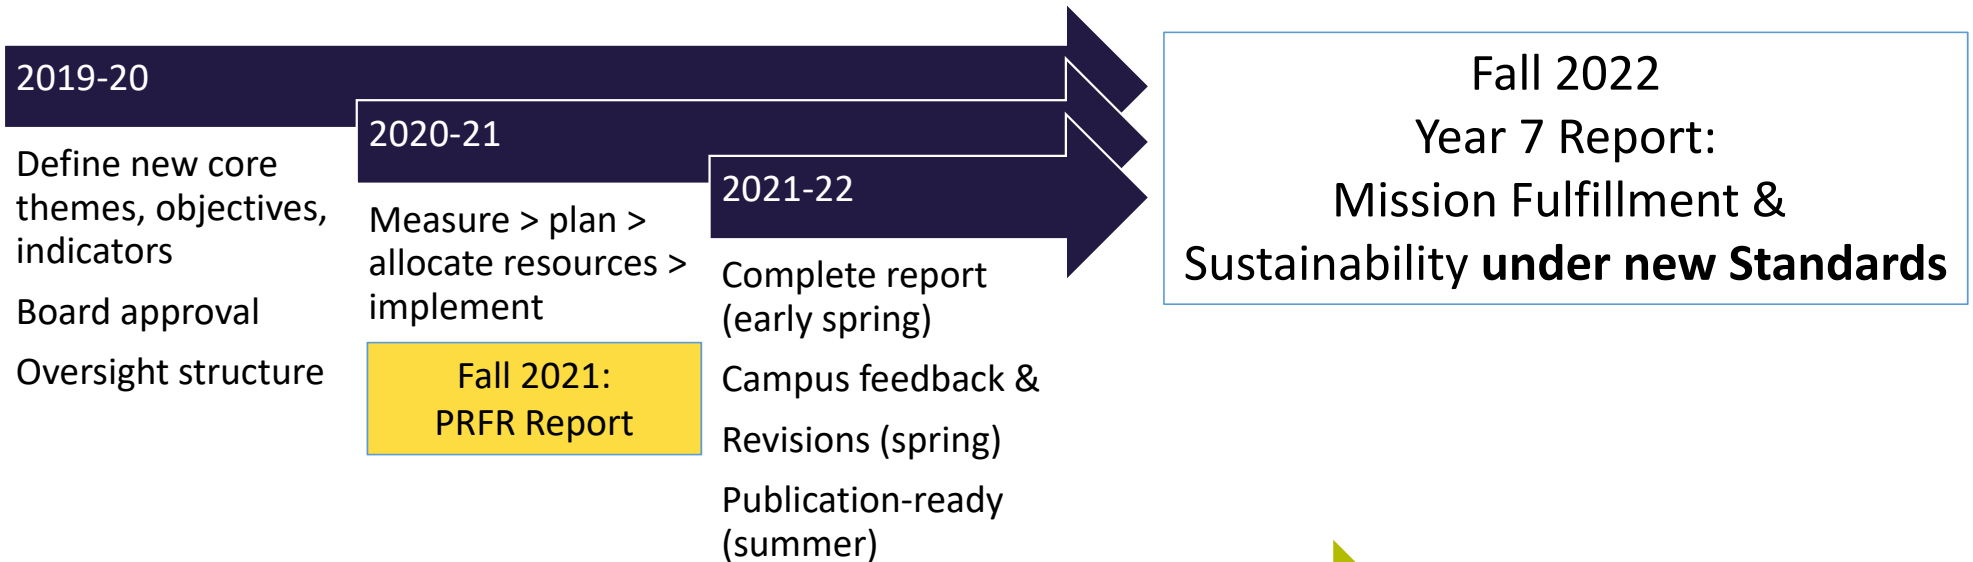 2019-20
Define new core
themes, objectives,
indicators
Board approval
Oversight structure
2020-21
Measure > plan >
allocate resources >
implement
Fall 2021:
PRFR Report
2021-22
Complete report
(early spring)
Campus feedback &
Revisions (spring)
Publication-ready
(summer)
Fall 2022
Year 7 Report:
Mission Fulfillment &
Sustainability under new Standards